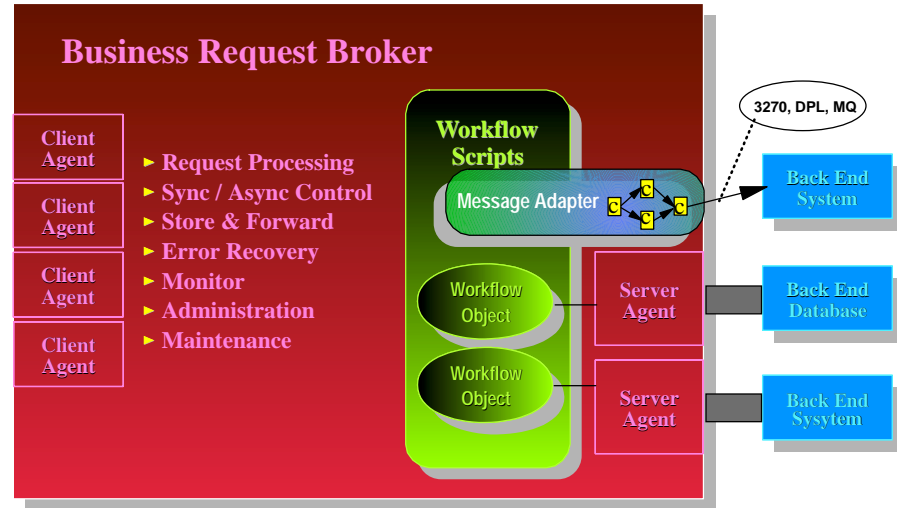 Business Request Broker
Client
Agent
Client
Agent
Client
Agent
Client
Agent
Request Processing
Sync / Async Control
Store & Forward
Error Recovery
Monitor
Administration
Maintenance
Workflow
Scripts
Message Adapter
C
C
C
C
Workflow
Object
Workflow
Object
Server
Agent
Server
Agent
3270, DPL, MQ
Back End
System
Back End
Database
Back End
Sysytem